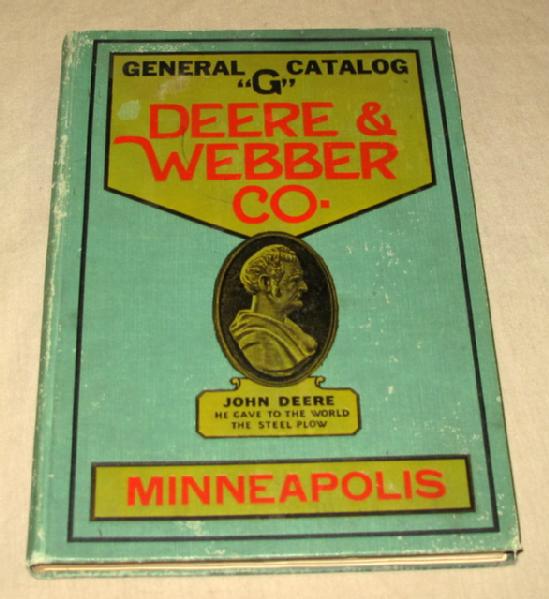 GENERAL "G" CATALOG
DEERE &
WEBBER
CO.
JOHN DEERE
HE GAVE TO THE WORLD
THE STEEL PLOW
MINNEAPOLIS